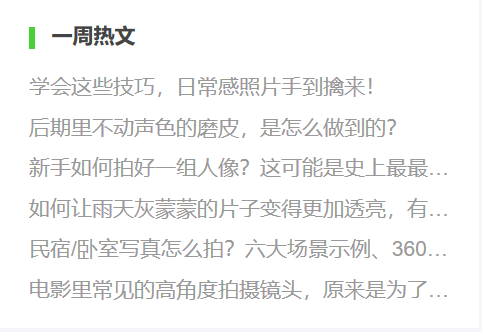 一周热文
学会这些技巧，日常感照片手到擒来！
后期里不动声色的磨皮，是怎么做到的？
新手如何拍好一组人像？这可能是史上最最...
如何让雨天灰蒙蒙的片子变得更加透亮，有...
民宿/卧室写真怎么拍？六大场景示例、360...
电影里常见的高角度拍摄镜头，原来是为了...